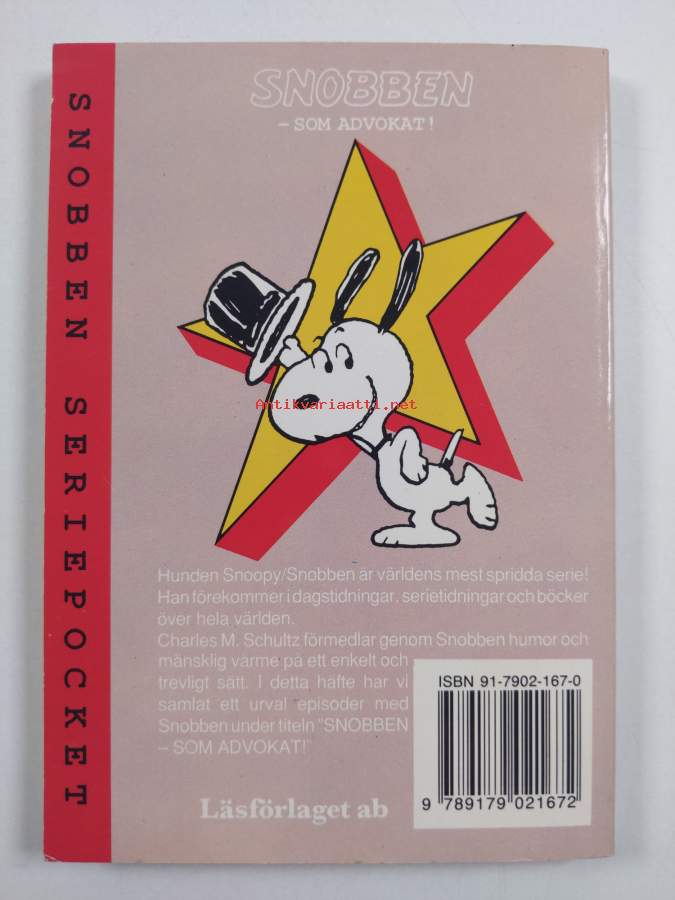 SNOBBEN SERIEPOCKET
SNOBBEN
– SOM ADVOKAT!
Antikvariaatti.net
Hunden Snoopy/Snobben är världens mest spridda serie!
Han förekommer i dagstidningar, serietidningar och böcker
över hela världen.
Charles M. Schultz förmedlar genom Snobben humor och
mänsklig värme på ett enkelt och
trevligt sätt. I detta häfte har vi
samlat ett urval episoder med
Snobben under titeln "SNOBBEN
– SOM ADVOKAT!"
ISBN 91-7902-167-0
9 789179 021672
Läsförlaget ab